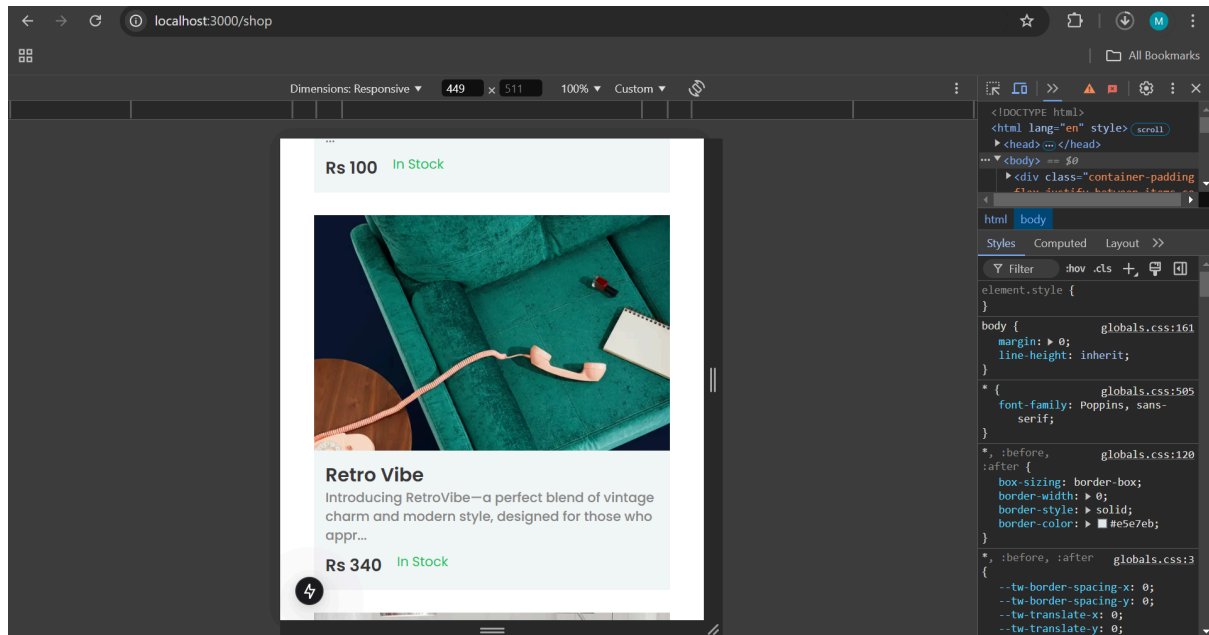 localhost:3000/shop
M
All Bookmarks
Dimensions: Responsive ▼ 449 × 511 100% ▼ Custom ▼
...
Rs 100 In Stock
Retro Vibe
Introducing RetroVibe—a perfect blend of vintage
charm and modern style, designed for those who
appr...
Rs 340 In Stock
<!DOCTYPE html>
<html lang="en" style> scroll
<head> ... </head>
... <body> == $0
<div class="container-padding
flex justify-between items-ce
html body
Styles Computed Layout
Filter :hov .cls
element.style {
}
body { globals.css:161
margin: 0;
line-height: inherit;
}
* { globals.css:505
font-family: Poppins, sans-
serif;
}
*, :before, globals.css:120
:after {
box-sizing: border-box;
border-width: 0;
border-style: solid;
border-color: #e5e7eb;
}
*, :before, :after globals.css:3
{
--tw-border-spacing-x: 0;
--tw-border-spacing-y: 0;
--tw-translate-x: 0;
--tw-translate-y: 0;